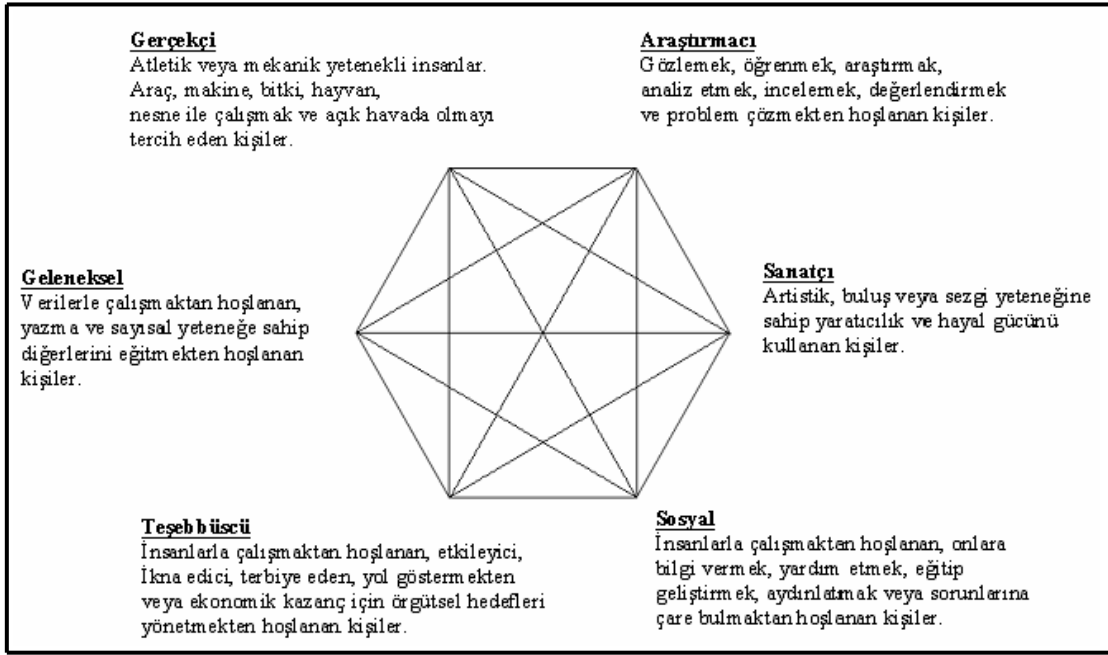 Gerçekçi
Atletik veya mekanik yetenekli insanlar.
Araç, makine, bitki, hayvan,
nesne ile çalışmak ve açık havada olmayı
tercih eden kişiler.
Araştırmacı
Gözlemek, öğrenmek, araştırmak,
analiz etmek, incelemek, değerlendirmek
ve problem çözmekten hoşlanan kişiler.
Geleneksel
Verilerle çalışmaktan hoşlanan,
yazma ve sayısal yeteneğe sahip
diğerlerini eğitmekten hoşlanan
kişiler.
Sanatçı
Artistik, buluş veya sezgi yeteneğine
sahip yaratıcılık ve hayal gücünü
kullanan kişiler.
Teşebbüscü
İnsanlarla çalışmaktan hoşlanan, etkileyici,
İkna edici, terbiye eden, yol göstermekten
veya ekonomik kazanç için örgütsel hedefleri
yönetmekten hoşlanan kişiler.
Sosyal
İnsanlarla çalışmaktan hoşlanan, onlara
bilgi vermek, yardım etmek, eğitip
geliştirmek, aydınlatmak veya sorunlarına
çare bulmaktan hoşlanan kişiler.